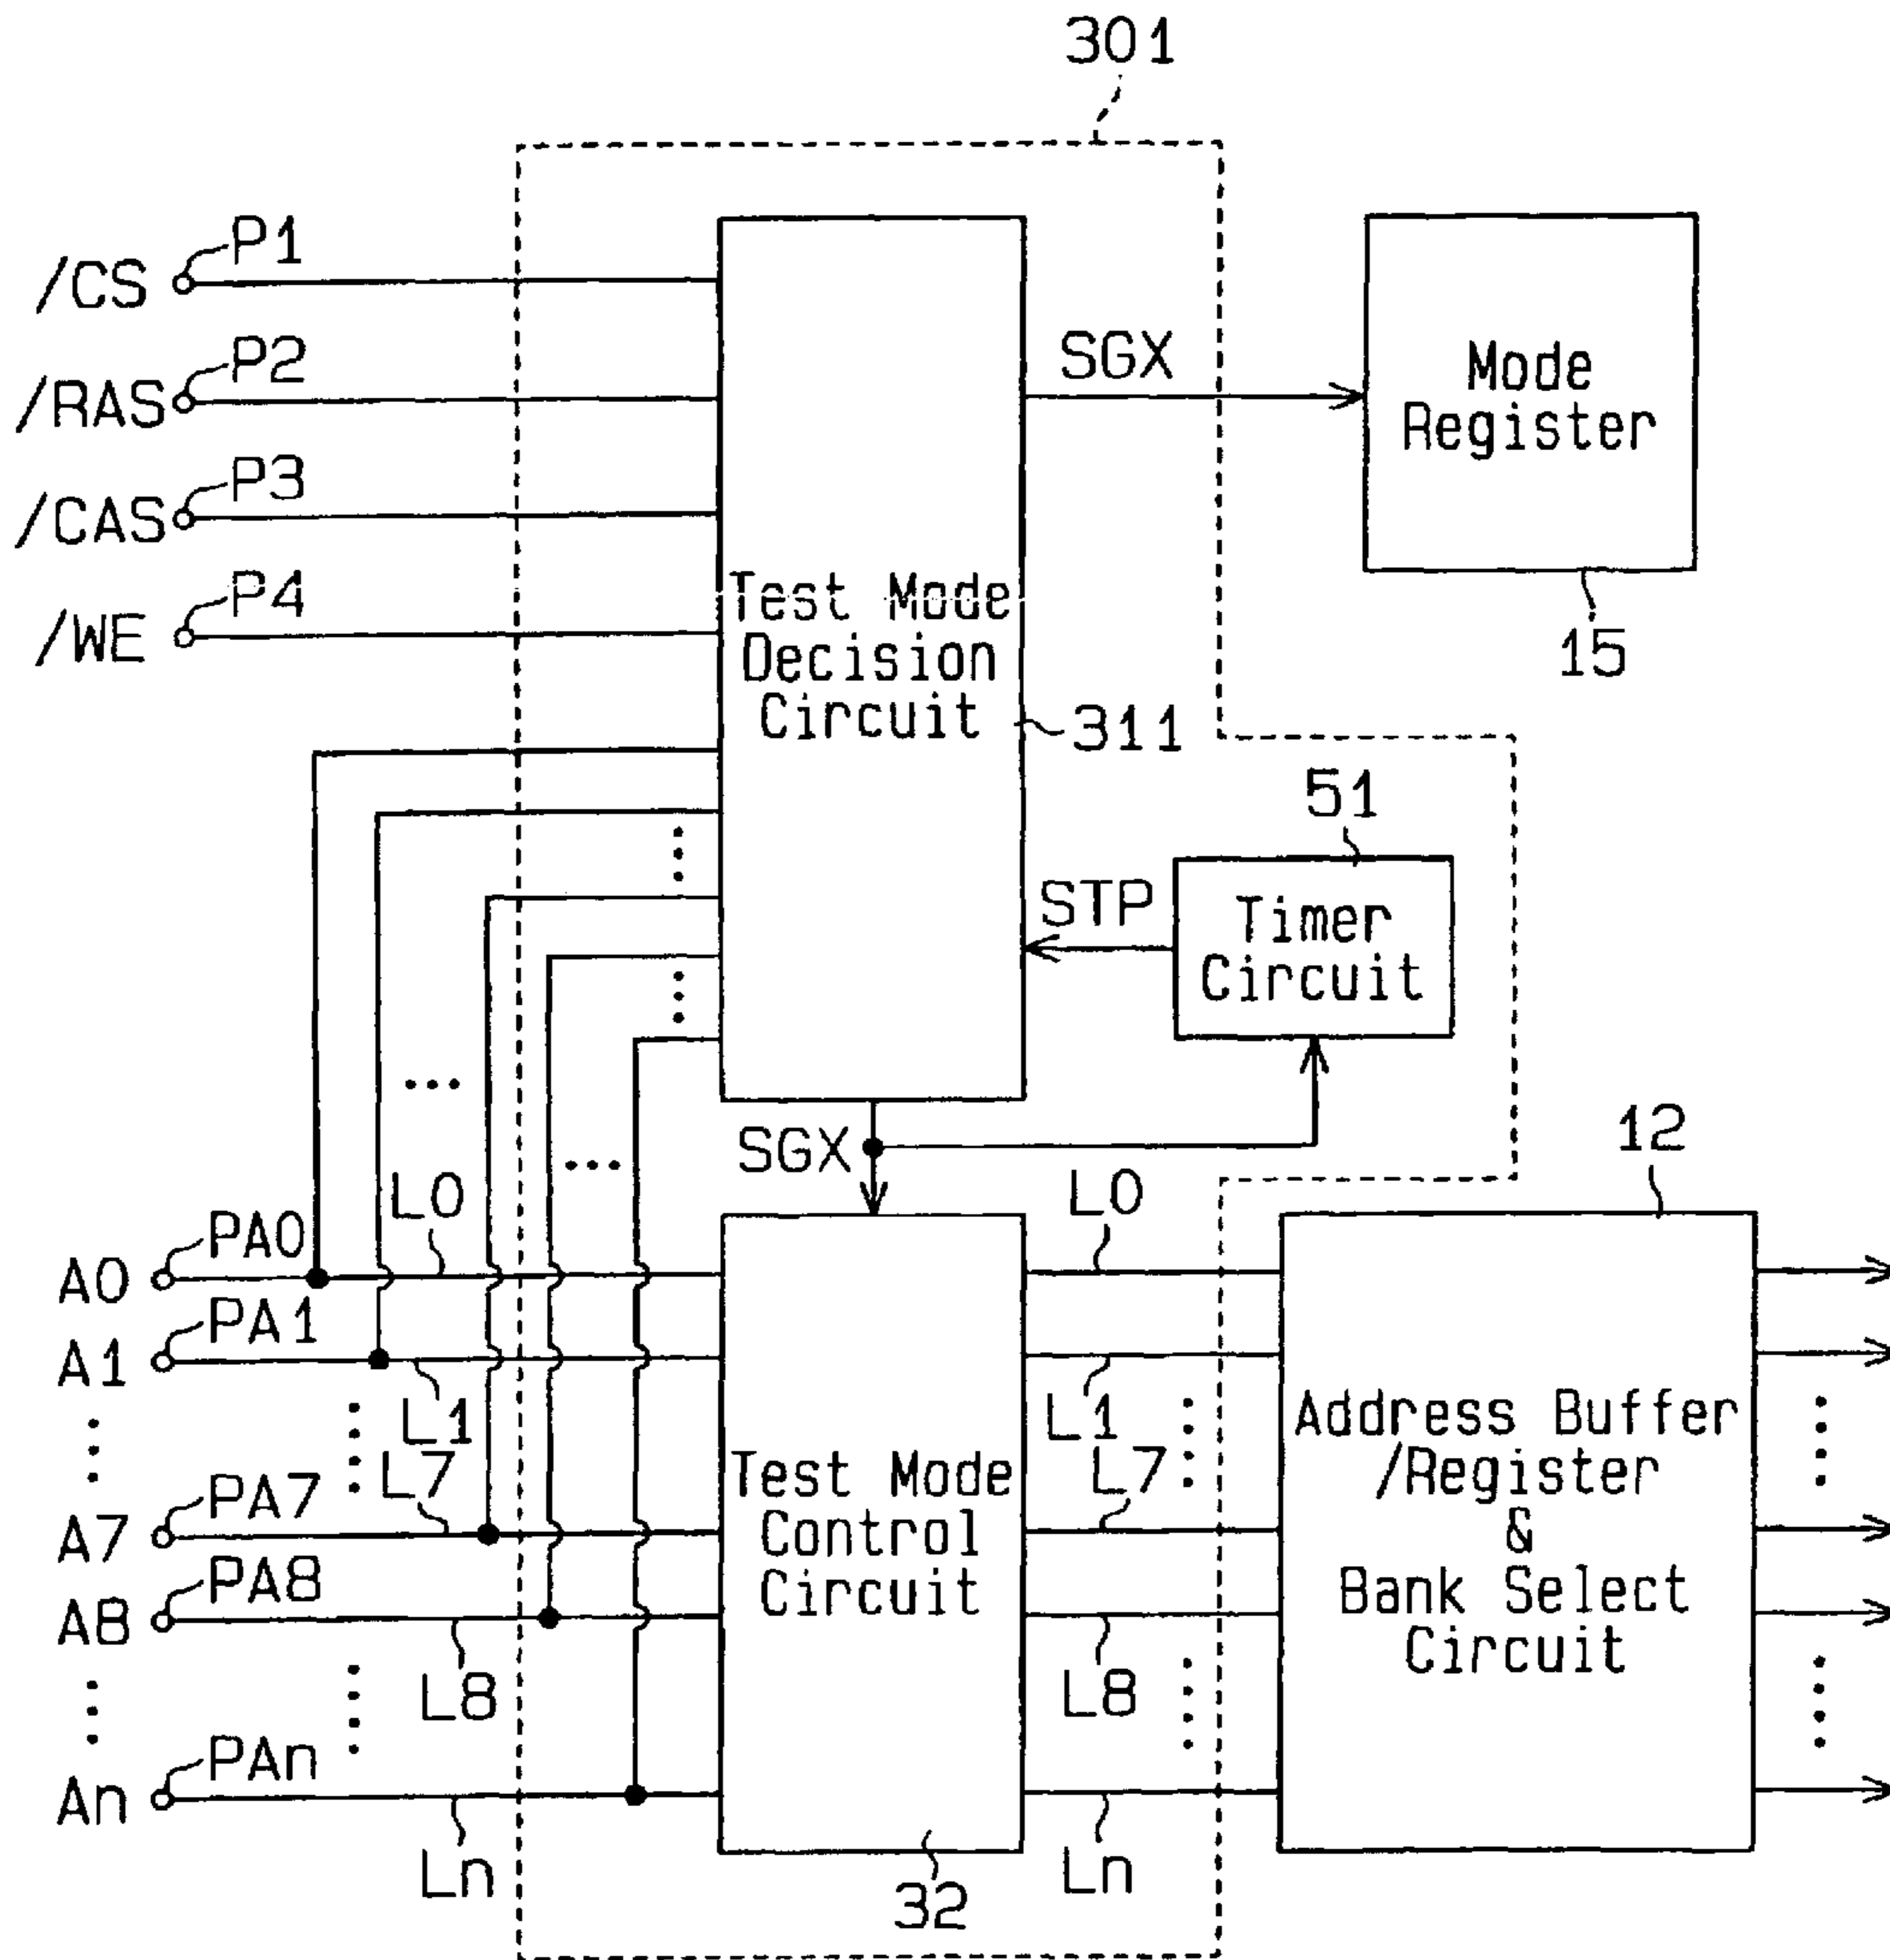 301
/CS P1
/RAS P2
/CAS P3
/WE P4
SGX
Mode
Register
15
Test Mode
Decision
Circuit
311
51
STP
Timer
Circuit
SGX
12
A0 PA0 L0
L0
A1 PA1
L1
L1
A7 PA7 L7
L7
A8 PA8
L8
L8
An PAn
Ln
Ln
Test Mode
Control
Circuit
32
Address Buffer
/Register
&
Bank Select
Circuit